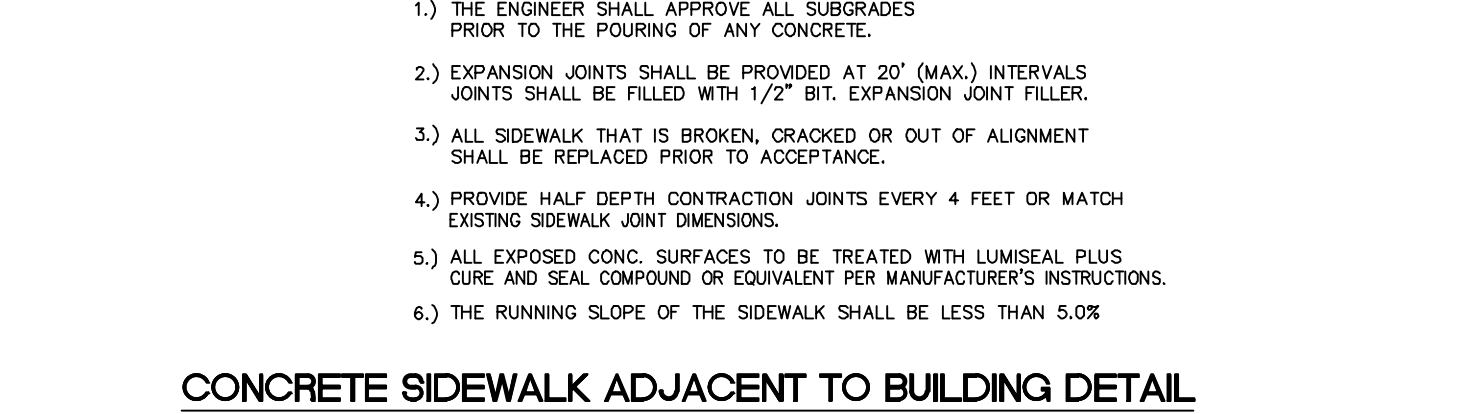 1.) THE ENGINEER SHALL APPROVE ALL SUBGRADES
PRIOR TO THE POURING OF ANY CONCRETE.
2.) EXPANSION JOINTS SHALL BE PROVIDED AT 20' (MAX.) INTERVALS
JOINTS SHALL BE FILLED WITH 1/2" BIT. EXPANSION JOINT FILLER.
3.) ALL SIDEWALK THAT IS BROKEN, CRACKED OR OUT OF ALIGNMENT
SHALL BE REPLACED PRIOR TO ACCEPTANCE.
4.) PROVIDE HALF DEPTH CONTRACTION JOINTS EVERY 4 FEET OR MATCH
EXISTING SIDEWALK JOINT DIMENSIONS.
5.) ALL EXPOSED CONC. SURFACES TO BE TREATED WITH LUMISEAL PLUS
CURE AND SEAL COMPOUND OR EQUIVALENT PER MANUFACTURER'S INSTRUCTIONS.
6.) THE RUNNING SLOPE OF THE SIDEWALK SHALL BE LESS THAN 5.0%
CONCRETE SIDEWALK ADJACENT TO BUILDING DETAIL